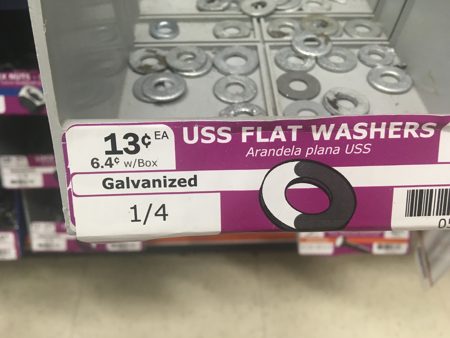 13¢ EA
6.4¢ w/Box
USS FLAT WASHERS
Arandela plana USS
Galvanized
1/4